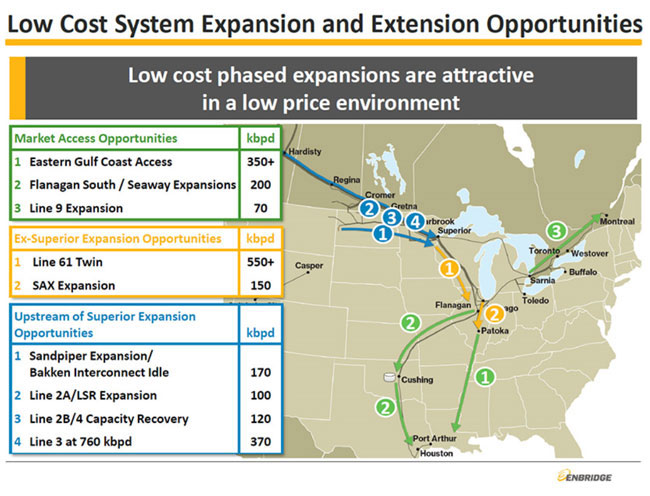 Low Cost System Expansion and Extension Opportunities
Low cost phased expansions are attractive
in a low price environment
Market Access Opportunities kbpd
1 Eastern Gulf Coast Access 350+
2 Flanagan South / Seaway Expansions 200
3 Line 9 Expansion 70
Ex-Superior Expansion Opportunities kbpd
1 Line 61 Twin 550+
2 SAX Expansion 150
Upstream of Superior Expansion
Opportunities kbpd
1 Sandpiper Expansion/
Bakken Interconnect Idle 170
2 Line 2A/LSR Expansion 100
3 Line 2B/4 Capacity Recovery 120
4 Line 3 at 760 kbpd 370
Hardisty
Regina
Cromer
Gretna
2
3
4
arbrook
Superior
1
1
3
Montreal
Toronto
Westover
Sarnia
Buffalo
Toledo
Casper
Flanagan
ago
2
Patoka
2
1
Cushing
2
Port Arthur
Houston
ENBRIDGE